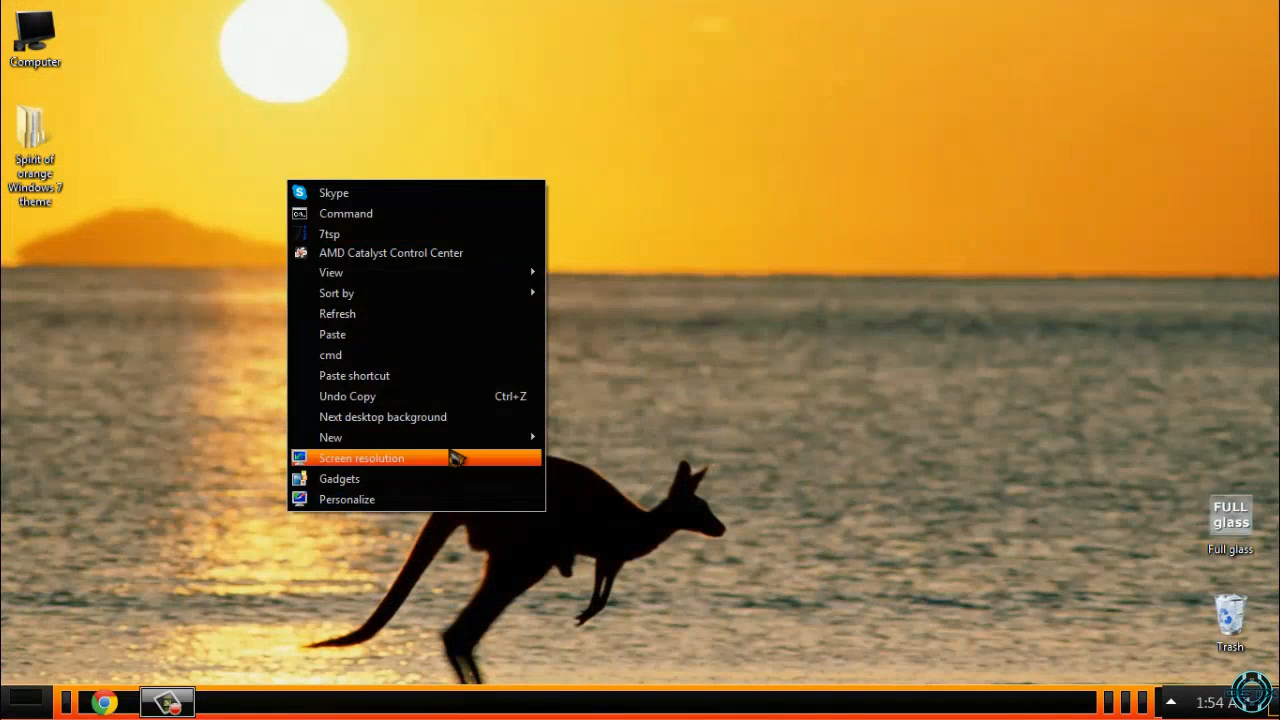 Computer
Spirit of
orange
Windows 7
theme
Skype
Command
7tsp
AMD Catalyst Control Center
View
Sort by
Refresh
Paste
cmd
Paste shortcut
Undo Copy Ctrl+Z
Next desktop background
New
Screen resolution
Gadgets
Personalize
FULL
glass
Full glass
Trash
1:54 A